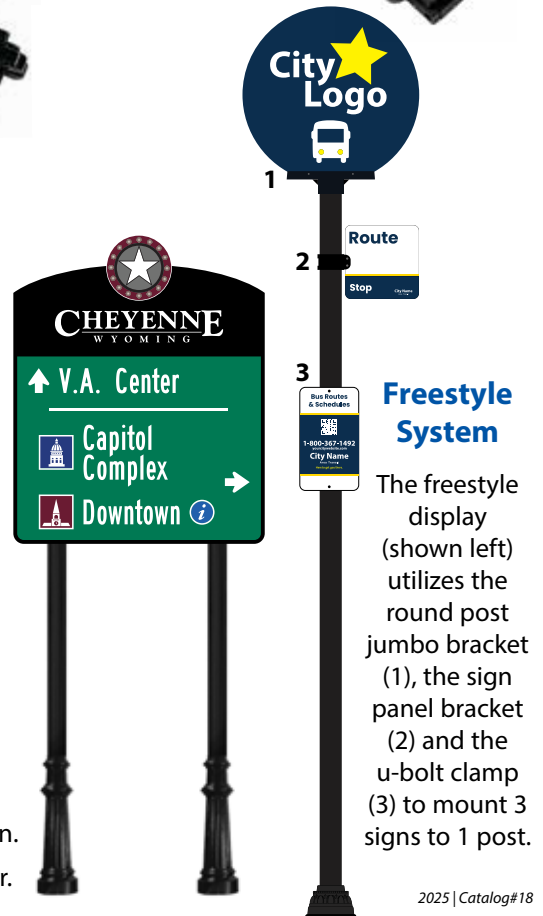 City
Logo
1
2
Route
Stop
City Name
3
Bus Routes
& Schedules
1-800-367-1492
yourcitywebsite.com
City Name
CHEYENNE
WYOMING
V.A. Center
Capitol
Complex
Downtown i
Freestyle
System
The freestyle
display
(shown left)
utilizes the
round post
jumbo bracket
(1), the sign
panel bracket
(2) and the
u-bolt clamp
(3) to mount 3
signs to 1 post.
n.
r.
2025 | Catalog#18